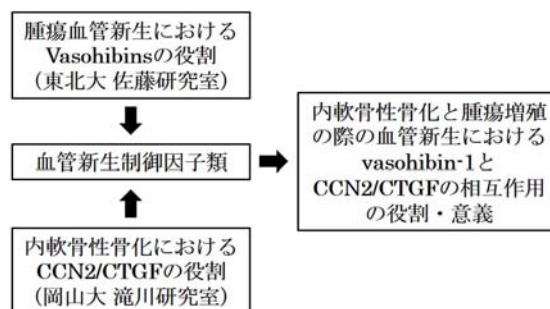 腫瘍血管新生における
Vasohibinsの役割
（東北大 佐藤研究室）
血管新生制御因子類
内軟骨性骨化における
CCN2/CTGFの役割
（岡山大 滝川研究室）
内軟骨性骨化と腫瘍増殖
の際の血管新生における
vasohibin-1と
CCN2/CTGFの相互作用
の役割・意義